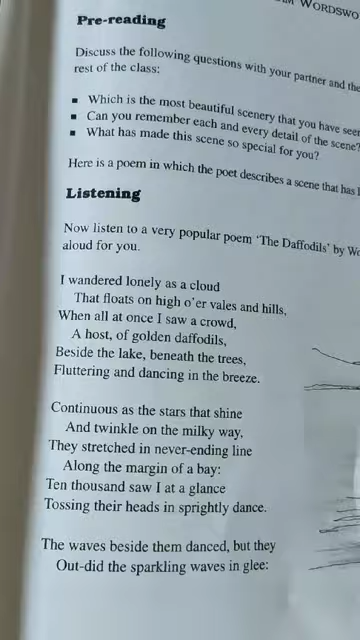 WORDSWO
Pre-reading
Discuss the following questions with your partner and the
rest of the class:
▪ Which is the most beautiful scenery that you have seen
▪ Can you remember each and every detail of the scene?
▪ What has made this scene so special for you?
Here is a poem in which the poet describes a scene that has
Listening
Now listen to a very popular poem ‘The Daffodils’ by Wo
aloud for you.
I wandered lonely as a cloud
That floats on high o’er vales and hills,
When all at once I saw a crowd,
A host, of golden daffodils,
Beside the lake, beneath the trees,
Fluttering and dancing in the breeze.
Continuous as the stars that shine
And twinkle on the milky way,
They stretched in never-ending line
Along the margin of a bay:
Ten thousand saw I at a glance
Tossing their heads in sprightly dance.
The waves beside them danced, but they
Out-did the sparkling waves in glee: